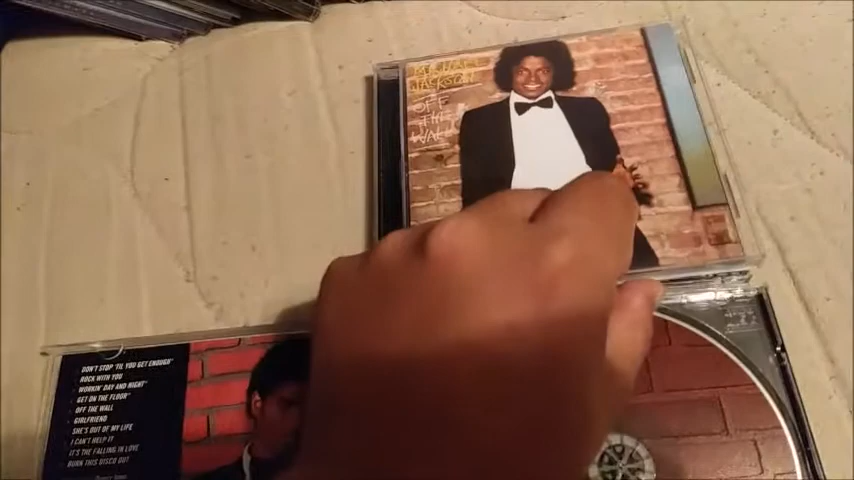 MICHAEL
JACKSON
OFF
THE
WALL
DON'T STOP 'TIL YOU GET ENOUGH
ROCK WITH YOU
WORKIN' DAY AND NIGHT
GET ON THE FLOOR
OFF THE WALL
GIRLFRIEND
SHE'S OUT OF MY LIFE
I CAN'T HELP IT
IT'S THE FALLING IN LOVE
BURN THIS DISCO OUT